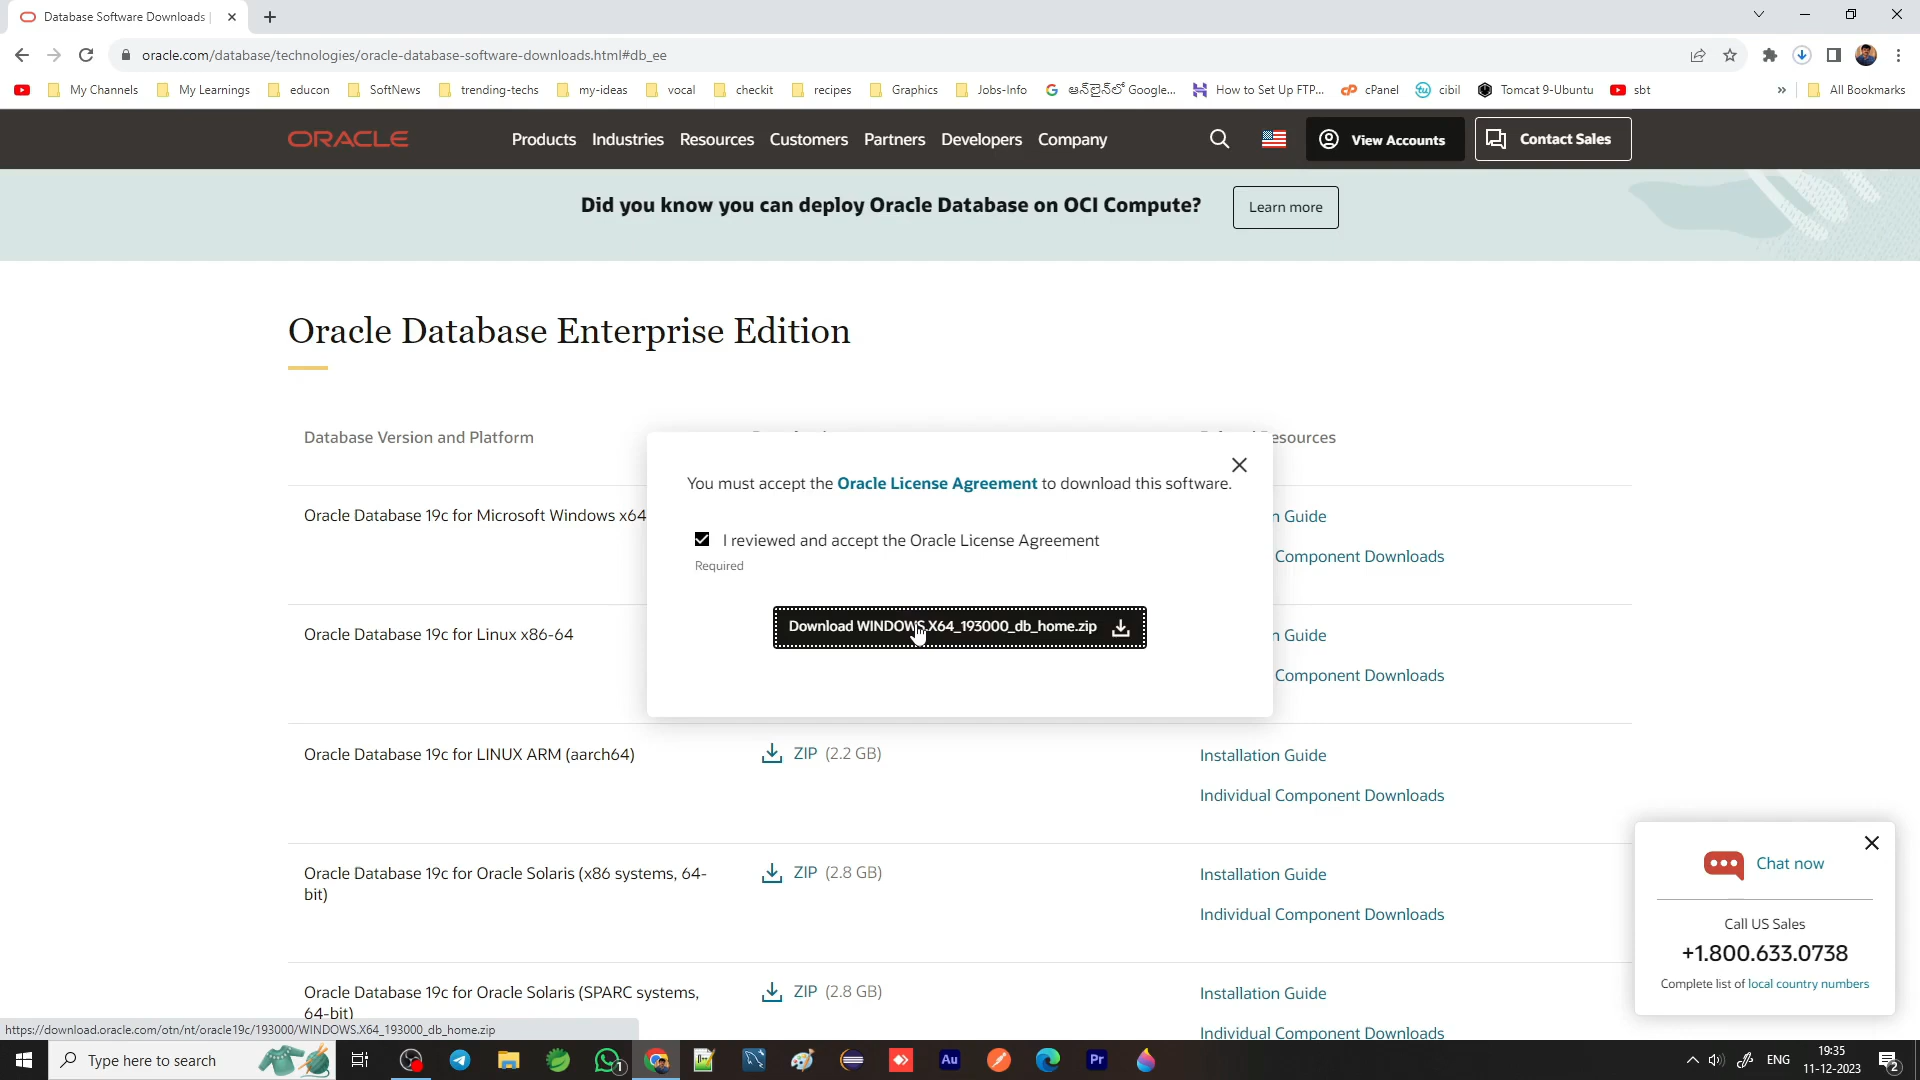 Database Software Downloads |
oracle.com/database/technologies/oracle-database-software-downloads.html#db_ee
My Channels My Learnings educon SoftNews trending-techs my-ideas vocal checkit recipes Graphics Jobs-Info ఆన్‌లైన్‌లో Google... How to Set Up FTP... cPanel cibil Tomcat 9-Ubuntu sbt » All Bookmarks
ORACLE Products Industries Resources Customers Partners Developers Company View Accounts Contact Sales
Did you know you can deploy Oracle Database on OCI Compute? Learn more
Oracle Database Enterprise Edition
Database Version and Platform esources
You must accept the Oracle License Agreement to download this software.
Oracle Database 19c for Microsoft Windows x64 n Guide
I reviewed and accept the Oracle License Agreement
Component Downloads
Required
Download WINDOWS.X64_193000_db_home.zip
Oracle Database 19c for Linux x86-64 n Guide
Component Downloads
Oracle Database 19c for LINUX ARM (aarch64) ZIP (2.2 GB) Installation Guide
Individual Component Downloads
Oracle Database 19c for Oracle Solaris (x86 systems, 64-
bit)
ZIP (2.8 GB) Installation Guide
Individual Component Downloads
Oracle Database 19c for Oracle Solaris (SPARC systems,
64-bit)
ZIP (2.8 GB) Installation Guide
Individual Component Downloads
Chat now
Call US Sales
+1.800.633.0738
Complete list of local country numbers
https://download.oracle.com/otn/nt/oracle19c/193000/WINDOWS.X64_193000_db_home.zip
Type here to search 1 Au Pr ENG 19:35
11-12-2023 2